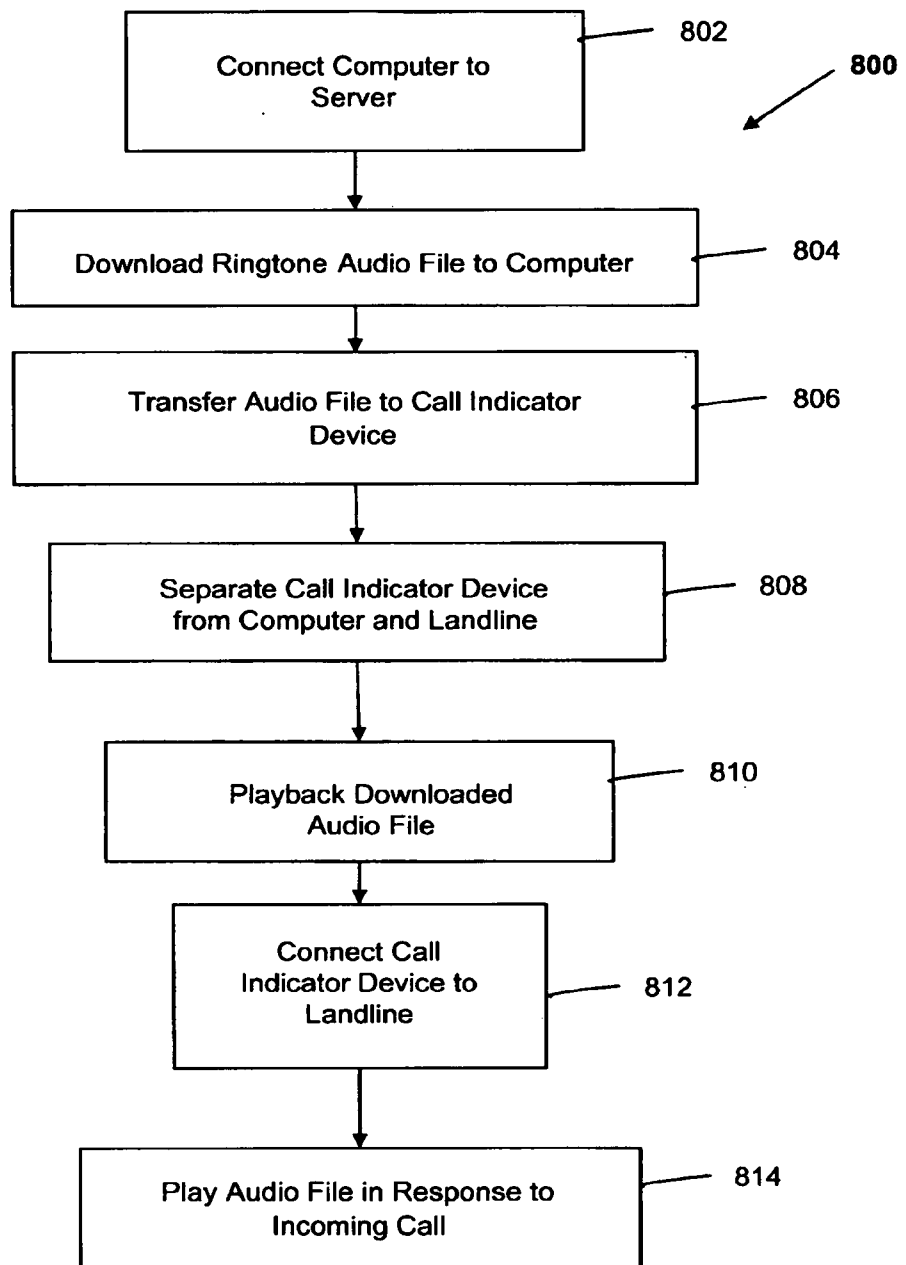 Connect Computer to
Server
802
800
Download Ringtone Audio File to Computer
804
Transfer Audio File to Call Indicator
Device
806
Separate Call Indicator Device
from Computer and Landline
808
Playback Downloaded
Audio File
810
Connect Call
Indicator Device to
Landline
812
Play Audio File in Response to
Incoming Call
814